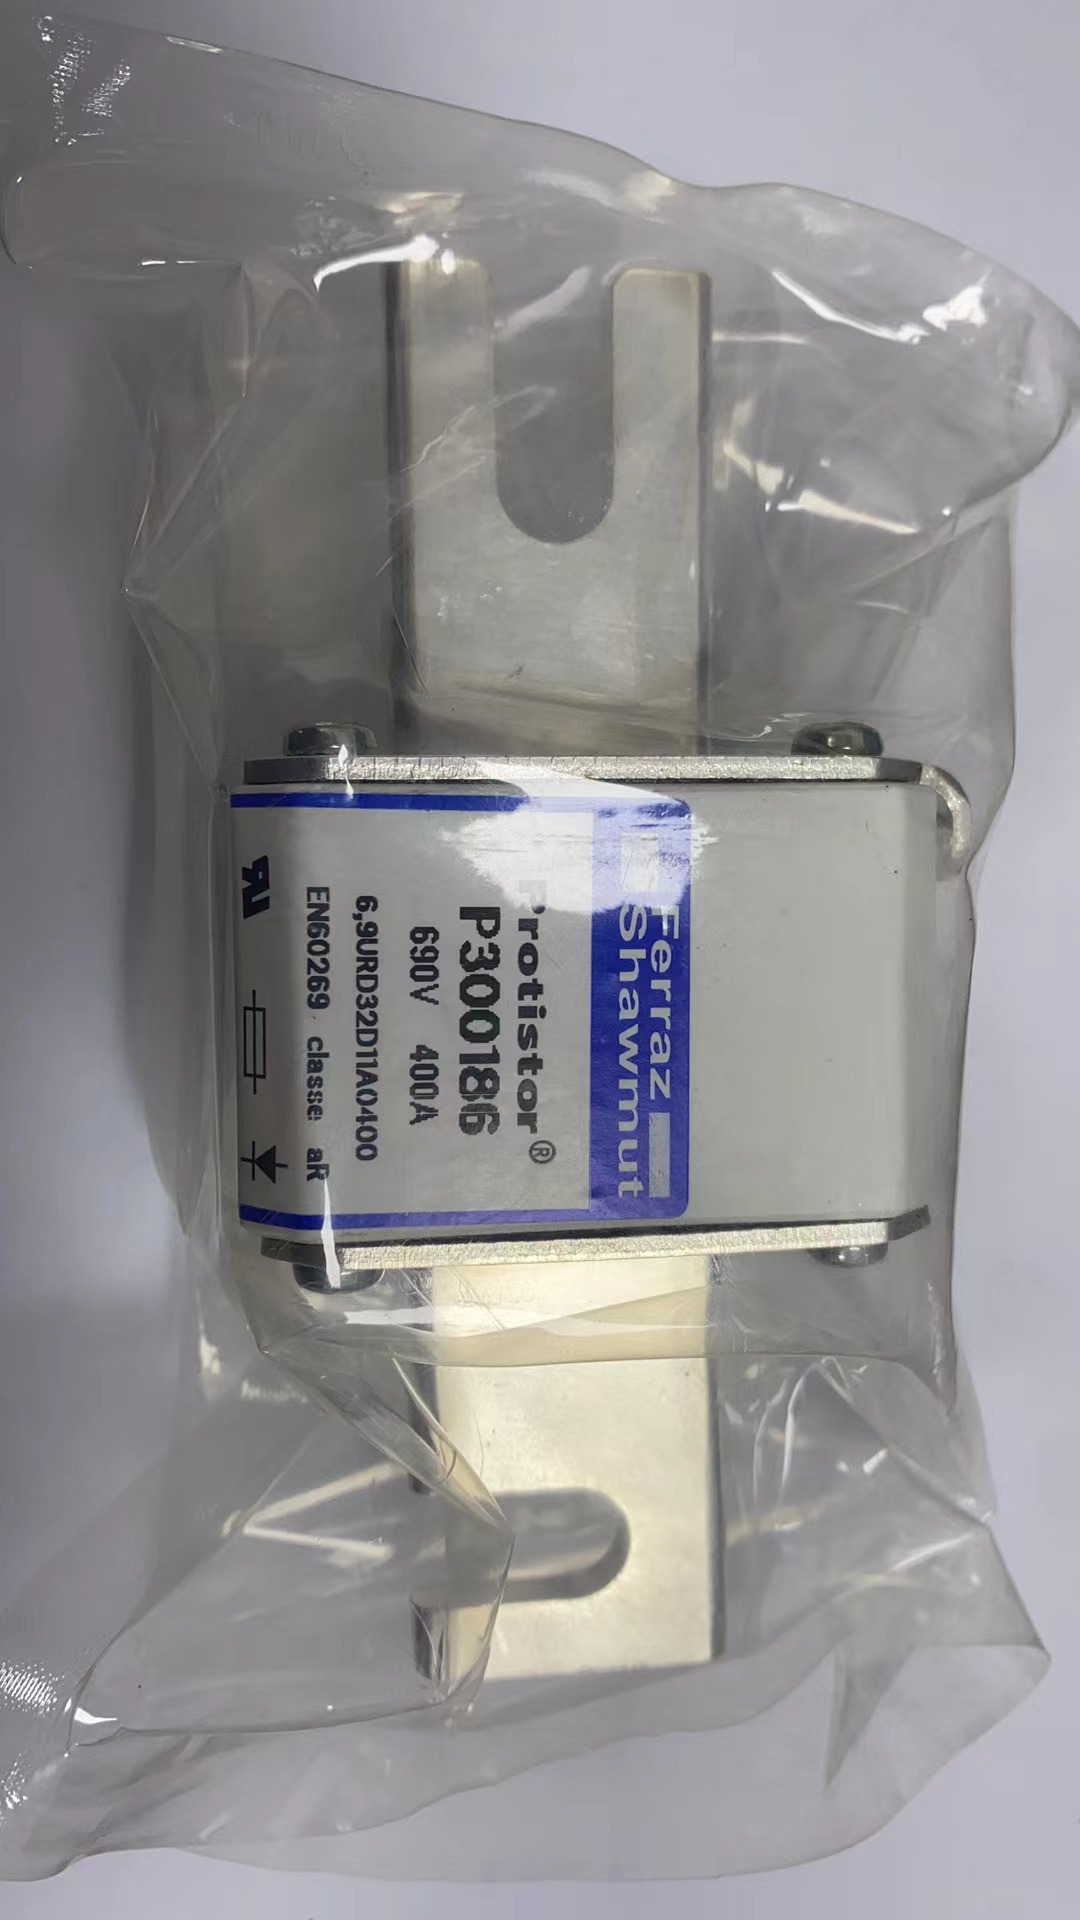 Ferraz
Shawmut
Protistor®
P300186
690V 400A
6,9URD32D11A0400
EN60269 classe aR